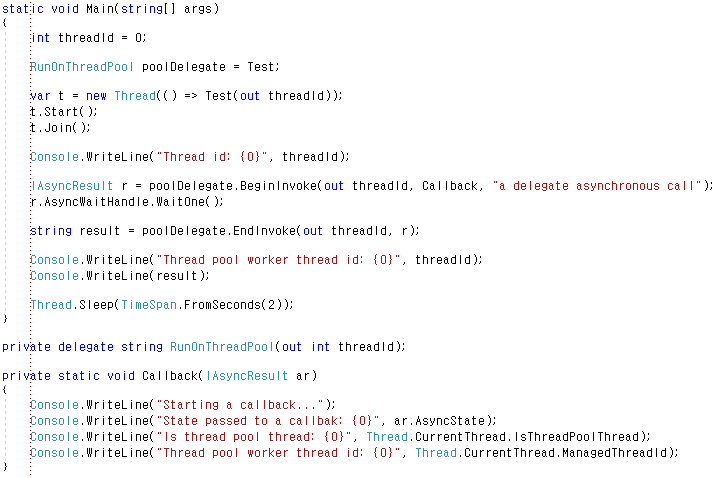 static void Main(string[] args)
{
int threadId = 0;
RunOnThreadPool poolDelegate = Test;
var t = new Thread(() => Test(out threadId));
t.Start();
t.Join();
Console.WriteLine("Thread id: {0}", threadId);
IAsyncResult r = poolDelegate.BeginInvoke(out threadId, Callback, "a delegate asynchronous call");
r.AsyncWaitHandle.WaitOne();
string result = poolDelegate.EndInvoke(out threadId, r);
Console.WriteLine("Thread pool worker thread id: {0}", threadId);
Console.WriteLine(result);
Thread.Sleep(TimeSpan.FromSeconds(2));
}
private delegate string RunOnThreadPool(out int threadId);
private static void Callback(IAsyncResult ar)
{
Console.WriteLine("Starting a callback...");
Console.WriteLine("State passed to a callbak: {0}", ar.AsyncState);
Console.WriteLine("Is thread pool thread: {0}", Thread.CurrentThread.IsThreadPoolThread);
Console.WriteLine("Thread pool worker thread id: {0}", Thread.CurrentThread.ManagedThreadId);
}